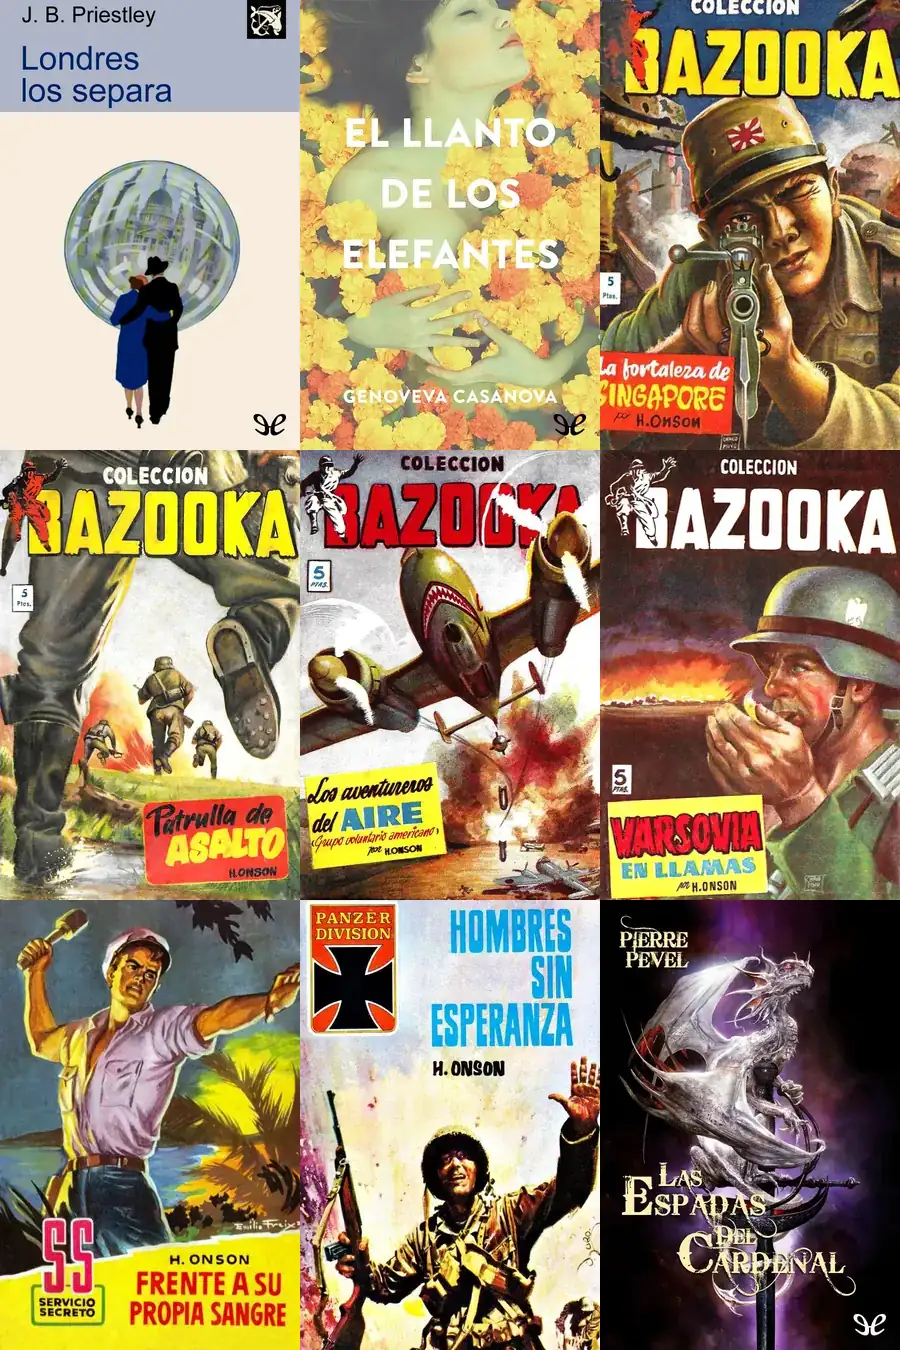 J. B. Priestley
Londres
los separa
EL LLANTO
DE LOS
ELEFANTES
GENOVEVA CASANOVA
COLECCION
BAZOOKA
5
Ptas.
La fortaleza de
SINGAPORE
por H. ONSON
COLECCION
BAZOOKA
5
Ptas.
Patrulla de
ASALTO
H. ONSON
COLECCION
BAZOOKA
5
PTAS.
Los aventureros
del AIRE
(Grupo voluntario americano)
por H. ONSON
COLECCION
BAZOOKA
5
PTAS.
VARSOVIA
EN LLAMAS
por H. ONSON
Emilio Freixas
SS
SERVICIO
SECRETO
H. ONSON
FRENTE A SU
PROPIA SANGRE
PANZER
DIVISION
HOMBRES
SIN
ESPERANZA
H. ONSON
PIERRE
PEVEL
LAS
ESPADAS
DEL
CARDENAL